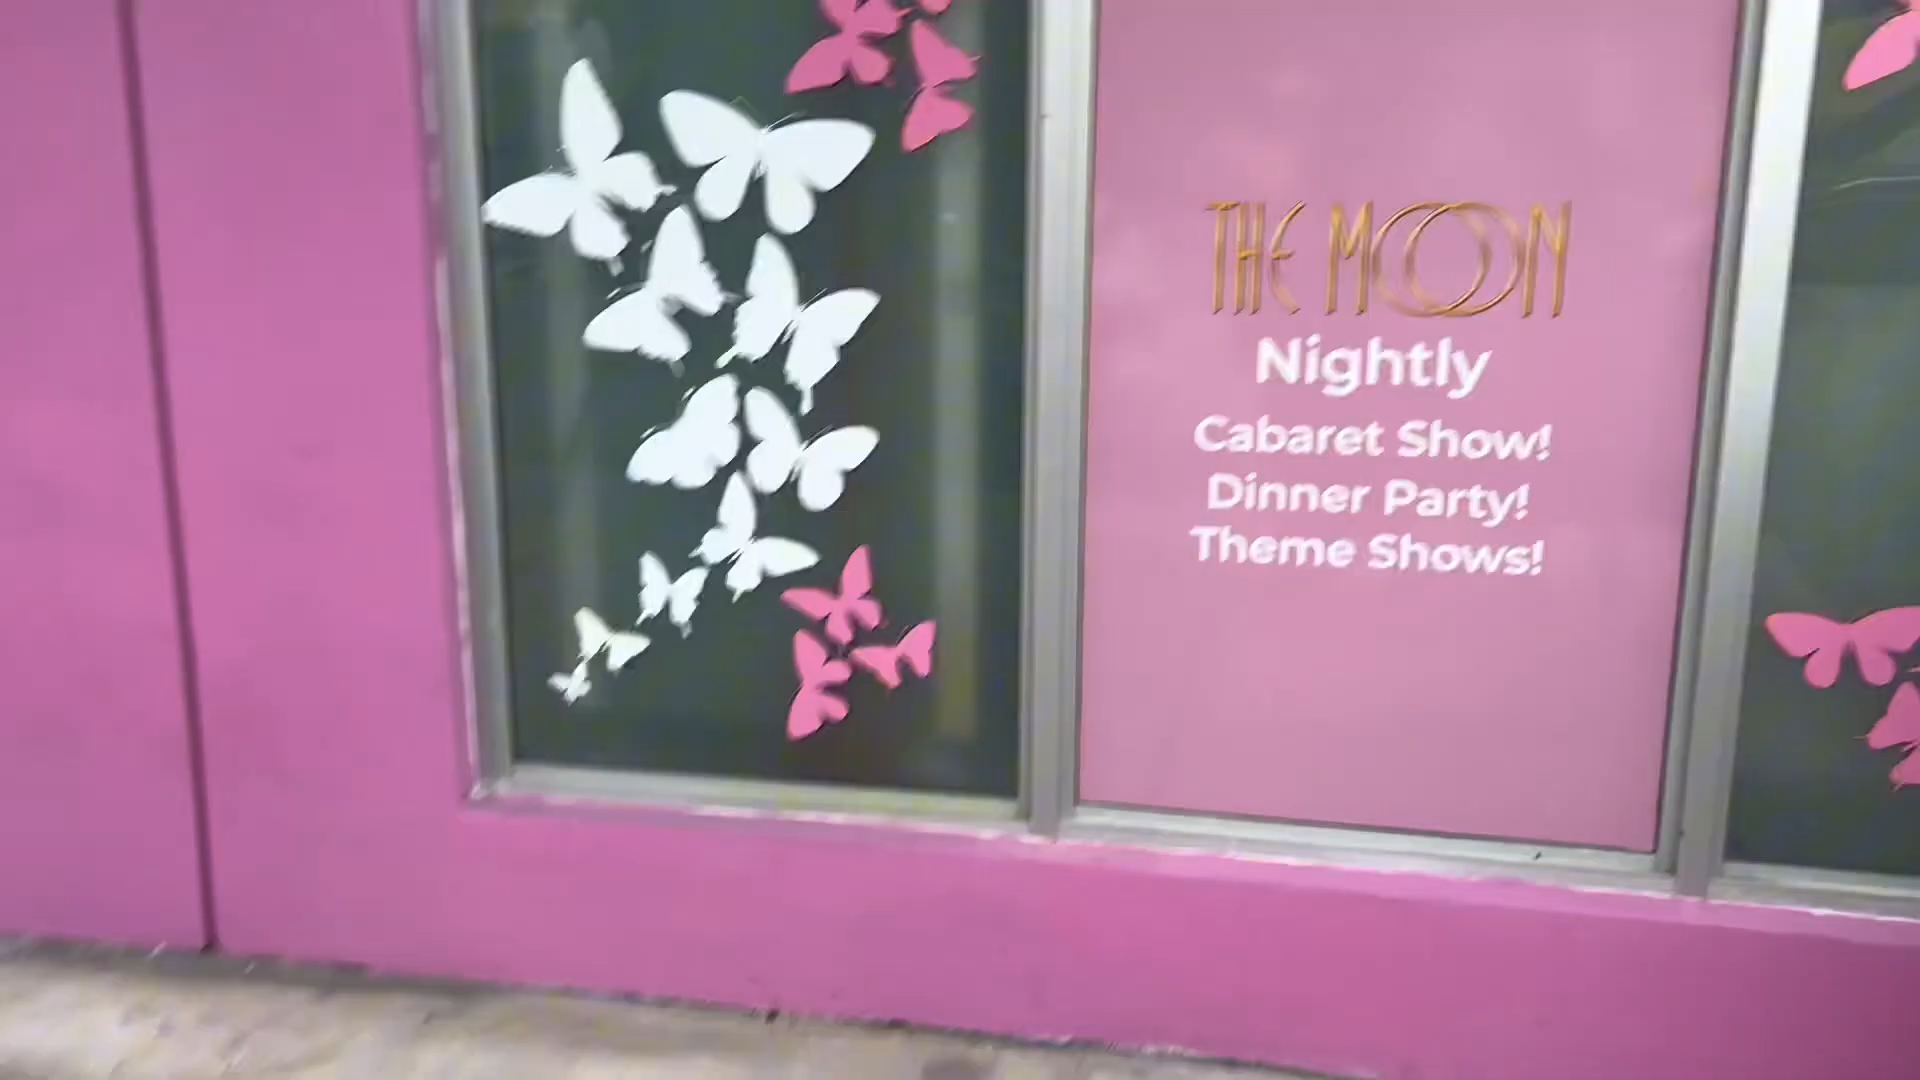 THE MOON
Nightly
Cabaret Show!
Dinner Party!
Theme Shows!